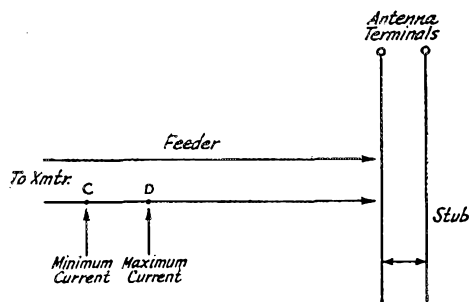 Antenna
Terminals
Feeder
To Xmtr.
C D
Stub
Minimum Maximum
Current Current